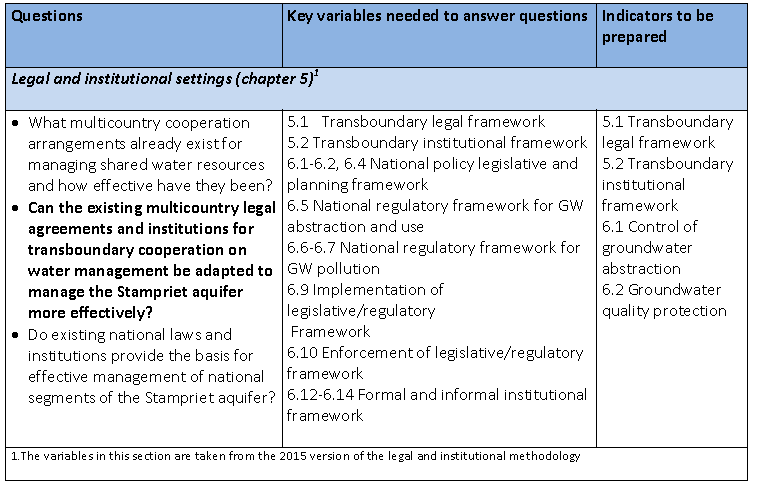 Questions
Key variables needed to answer questions
Indicators to be
prepared
Legal and institutional settings (chapter 5)1
• What multicountry cooperation
arrangements already exist for
managing shared water resources
and how effective have they been?
• Can the existing multicountry legal
agreements and institutions for
transboundary cooperation on
water management be adapted to
manage the Stampriet aquifer
more effectively?
• Do existing national laws and
institutions provide the basis for
effective management of national
segments of the Stampriet aquifer?
5.1 Transboundary legal framework
5.2 Transboundary institutional framework
6.1-6.2, 6.4 National policy legislative and
planning framework
6.5 National regulatory framework for GW
abstraction and use
6.6-6.7 National regulatory framework for
GW pollution
6.9 Implementation of
legislative/regulatory
Framework
6.10 Enforcement of legislative/regulatory
framework
6.12-6.14 Formal and informal institutional
framework
5.1 Transboundary
legal framework
5.2 Transboundary
institutional
framework
6.1 Control of
groundwater
abstraction
6.2 Groundwater
quality protection
1.The variables in this section are taken from the 2015 version of the legal and institutional methodology